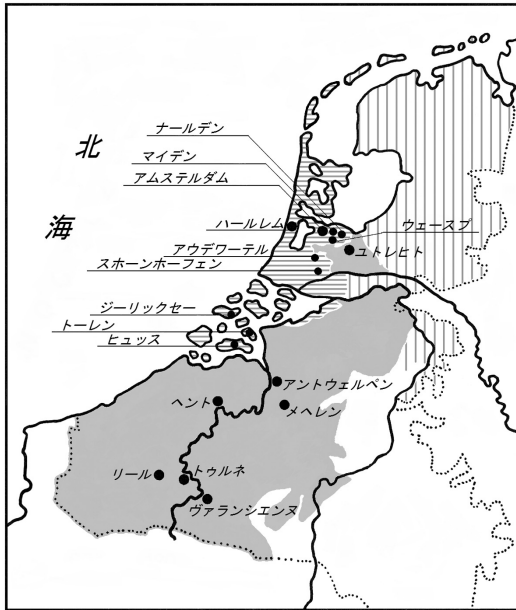 北
海
ナールデン
マイデン
アムステルダム
ハールレム
ウェースプ
アウデワーテル
ユトレヒト
スホーンホーフェン
ジーリックセー
トーレン
ヒュッス
アントウェルペン
ヘント
メヘレン
リール
トゥルネ
ヴァランシエンヌ